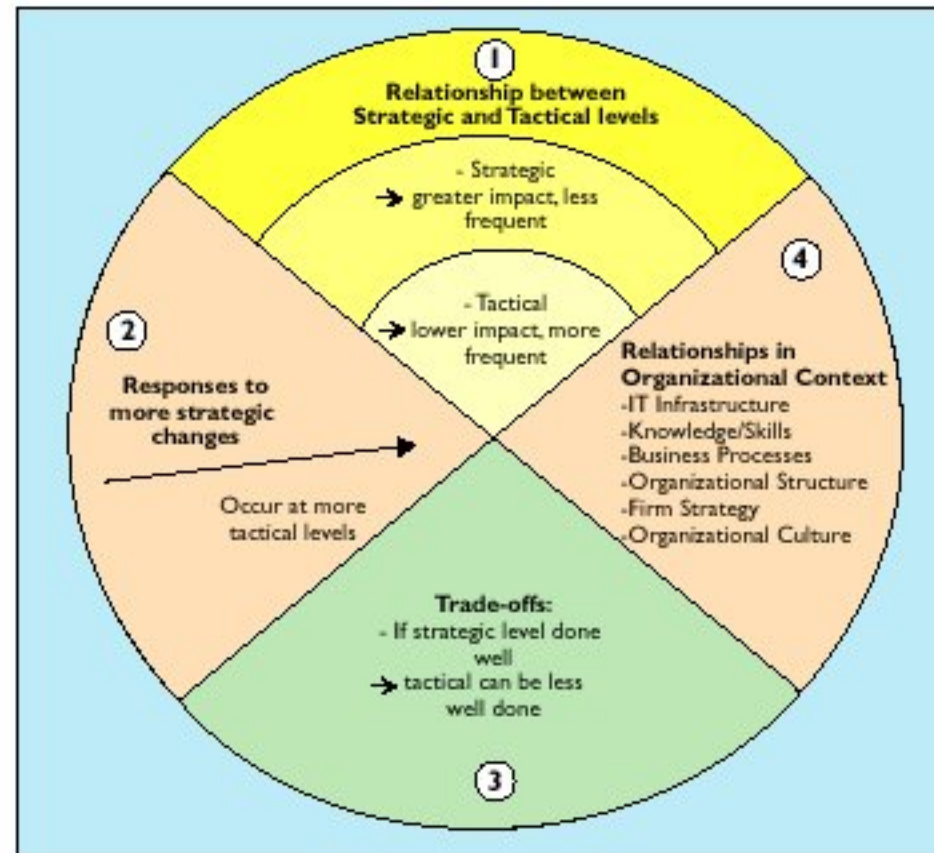 1
Relationship between
Strategic and Tactical levels
- Strategic
→ greater impact, less
frequent
- Tactical
→ lower impact, more
frequent
2
Responses to
more strategic
changes
Occur at more
tactical levels
Trade-offs:
- If strategic level done
well
→ tactical can be less
well done
3
4
Relationships in
Organizational Context
-IT Infrastructure
-Knowledge/Skills
-Business Processes
-Organizational Structure
-Firm Strategy
-Organizational Culture